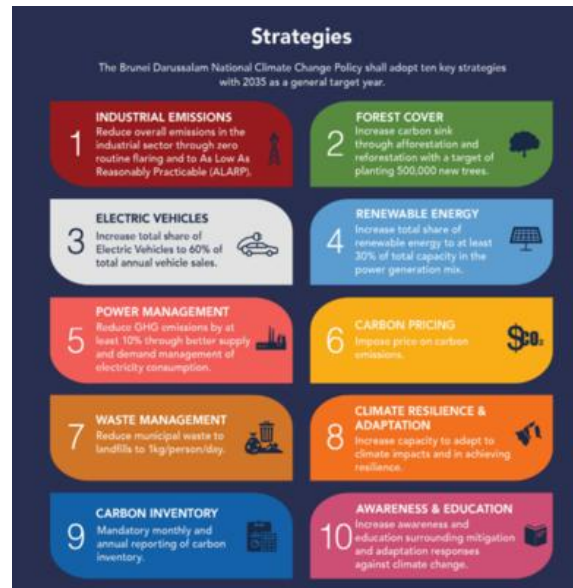 Strategies
The Brunei Darussalam National Climate Change Policy shall adopt ten key strategies
with 2035 as a general target year.
1
INDUSTRIAL EMISSIONS
Reduce overall emissions in the
industrial sector through zero
routine flaring and to As Low As
Reasonably Practicable (ALARP).
2
FOREST COVER
Increase carbon sink
through afforestation and
reforestation with a target of
planting 500,000 new trees.
3
ELECTRIC VEHICLES
Increase total share of
Electric Vehicles to 60% of
total annual vehicle sales.
4
RENEWABLE ENERGY
Increase total share of
renewable energy to at least
30% of total capacity in the
power generation mix.
5
POWER MANAGEMENT
Reduce GHG emissions by at
least 10% through better supply
and demand management of
electricity consumption.
6
CARBON PRICING
Impose price on carbon
emissions.
$CO₂
7
WASTE MANAGEMENT
Reduce municipal waste to
landfills to 1kg/person/day.
8
CLIMATE RESILIENCE &
ADAPTATION
Increase capacity to adapt to
climate impacts and in achieving
resilience.
9
CARBON INVENTORY
Mandatory monthly and
annual reporting of carbon
inventory.
10
AWARENESS & EDUCATION
Increase awareness and
education surrounding mitigation
and adaptation responses
against climate change.